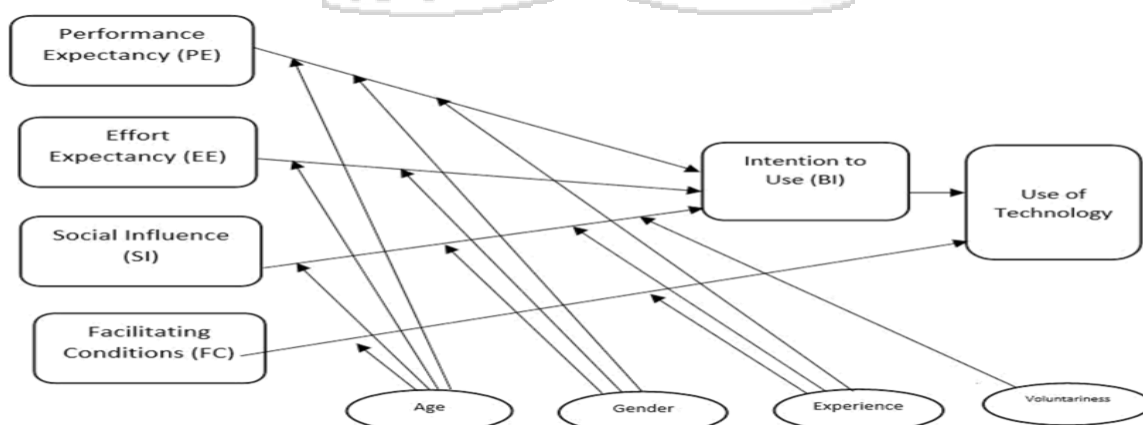 Performance
Expectancy (PE)
Effort
Expectancy (EE)
Social Influence
(SI)
Facilitating
Conditions (FC)
Intention to
Use (BI)
Use of
Technology
Age
Gender
Experience
Voluntariness